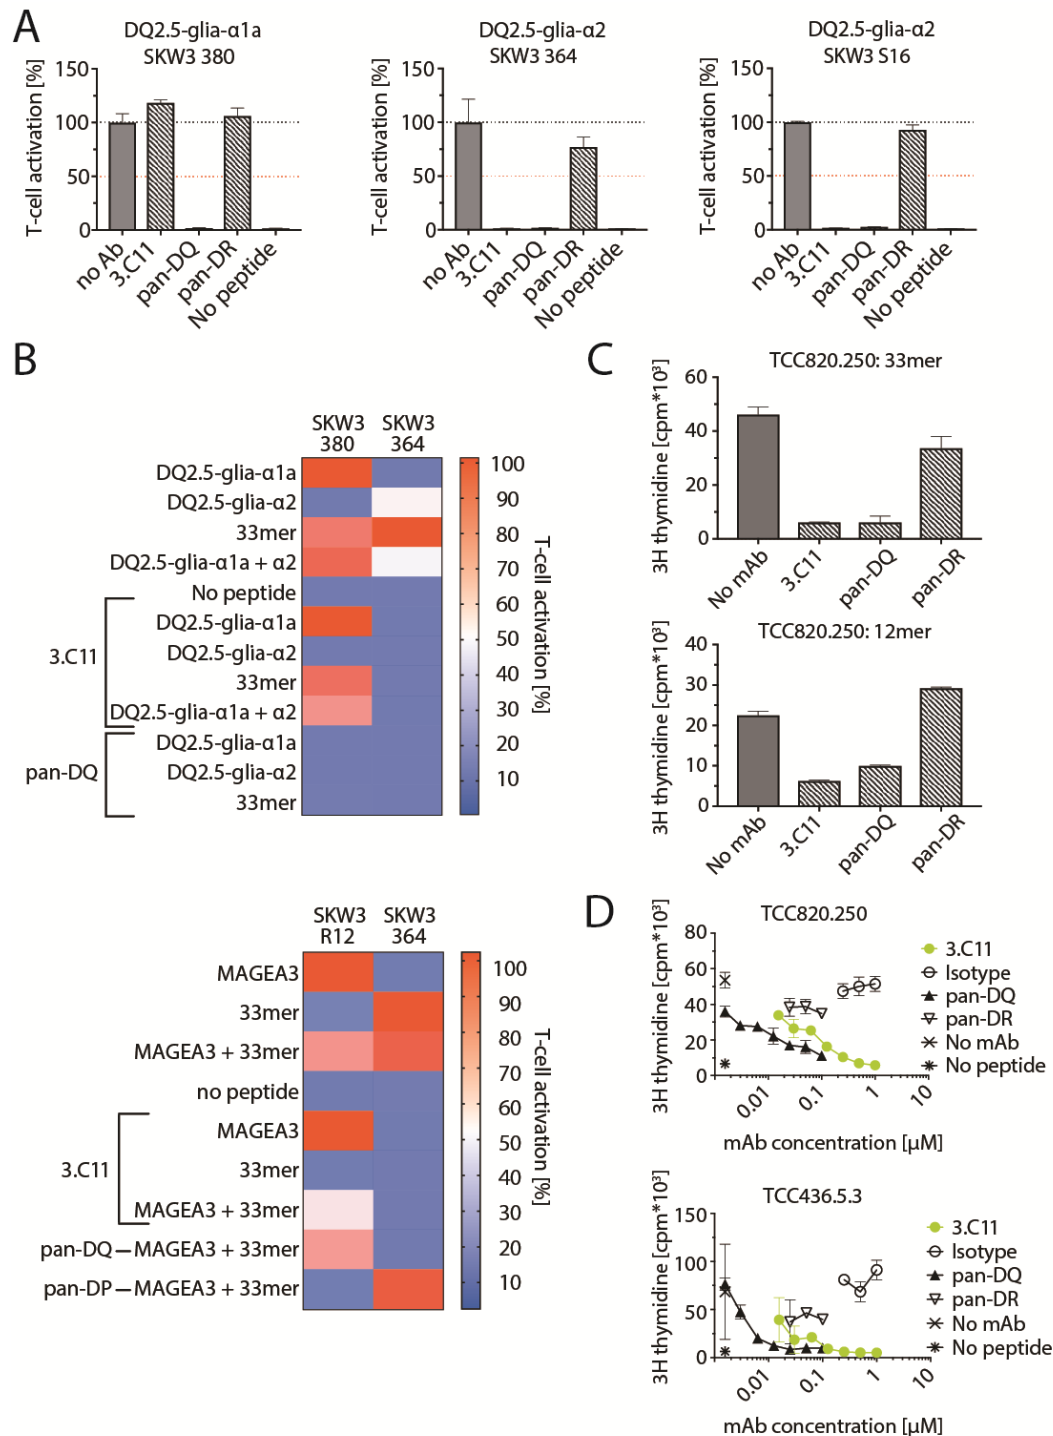 A
DQ2.5-glia-α1a
SKW3 380
T-cell activation [%]
150
100
50
0
no Ab
3.C11
pan-DQ
pan-DR
No peptide
DQ2.5-glia-α2
SKW3 364
T-cell activation [%]
150
100
50
0
no Ab
3.C11
pan-DQ
pan-DR
No peptide
DQ2.5-glia-α2
SKW3 S16
T-cell activation [%]
150
100
50
0
no Ab
3.C11
pan-DQ
pan-DR
No peptide
B
SKW3
380
SKW3
364
DQ2.5-glia-α1a
DQ2.5-glia-α2
33mer
DQ2.5-glia-α1a + α2
No peptide
3.C11
DQ2.5-glia-α1a
DQ2.5-glia-α2
33mer
DQ2.5-glia-α1a + α2
pan-DQ
DQ2.5-glia-α1a
DQ2.5-glia-α2
33mer
100
90
80
70
60
50
40
30
20
10
T-cell activation [%]
SKW3
R12
SKW3
364
MAGEA3
33mer
MAGEA3 + 33mer
no peptide
3.C11
MAGEA3
33mer
MAGEA3 + 33mer
pan-DQ – MAGEA3 + 33mer
pan-DP – MAGEA3 + 33mer
100
90
80
70
60
50
40
30
20
10
T-cell activation [%]
C
TCC820.250: 33mer
3H thymidine [cpm*10³]
60
40
20
0
No mAb
3.C11
pan-DQ
pan-DR
TCC820.250: 12mer
3H thymidine [cpm*10³]
40
30
20
10
0
No mAb
3.C11
pan-DQ
pan-DR
D
TCC820.250
3H thymidine [cpm*10³]
80
60
40
20
0
0.01
0.1
1
10
mAb concentration [µM]
3.C11
Isotype
pan-DQ
pan-DR
No mAb
No peptide
TCC436.5.3
3H thymidine [cpm*10³]
150
100
50
0
0.01
0.1
1
10
mAb concentration [µM]
3.C11
Isotype
pan-DQ
pan-DR
No mAb
No peptide